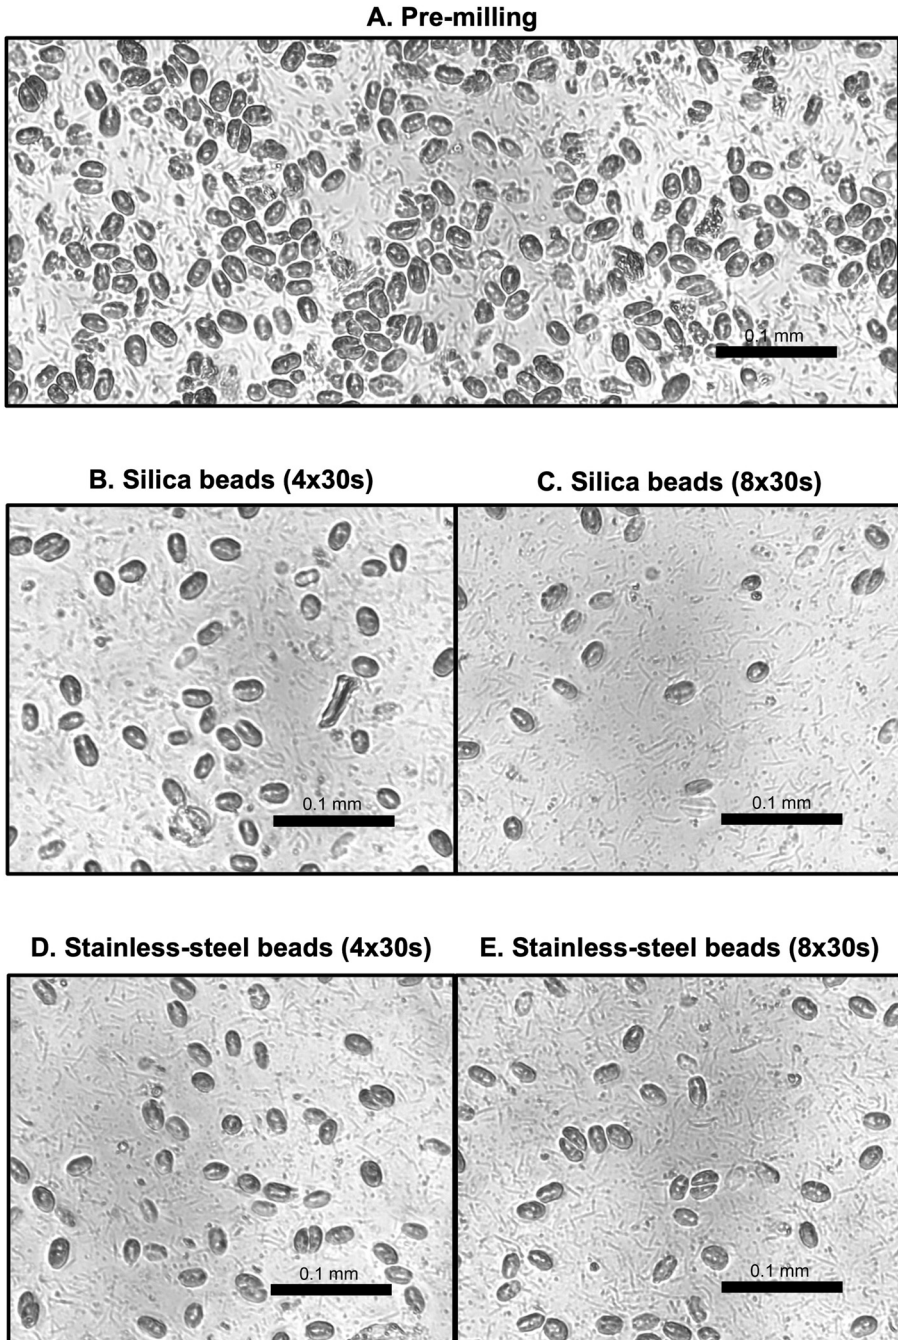 A. Pre-milling
0.1 mm
B. Silica beads (4x30s)
C. Silica beads (8x30s)
0.1 mm
0.1 mm
D. Stainless-steel beads (4x30s)
E. Stainless-steel beads (8x30s)
0.1 mm
0.1 mm